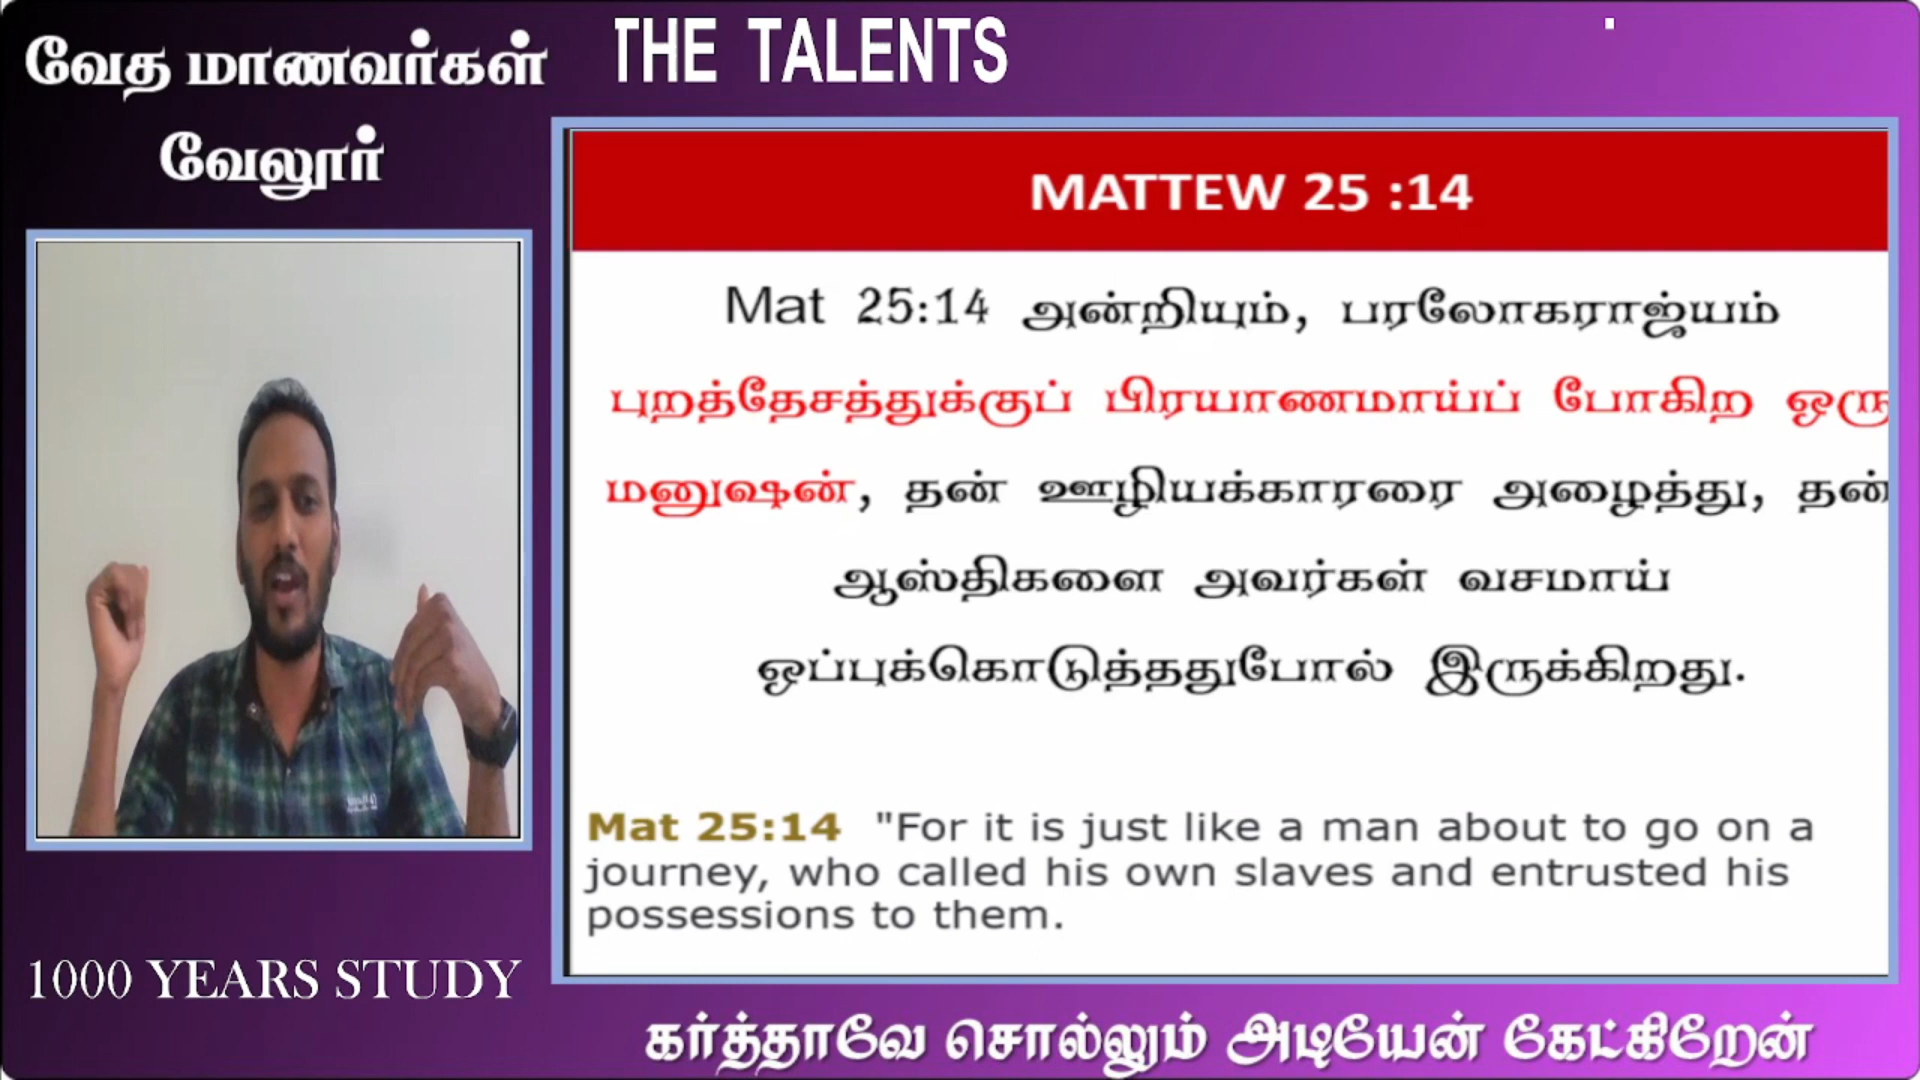 வேத மாணவர்கள்
வேலூர்
THE TALENTS
MATTEW 25 :14
Mat 25:14 அன்றியும், பரலோகராஜ்யம்
புறத்தேசத்துக்குப் பிரயாணமாய்ப் போகிற ஒரு
மனுஷன், தன் ஊழியக்காரரை அழைத்து, தன்
ஆஸ்திகளை அவர்கள் வசமாய்
ஒப்புக்கொடுத்ததுபோல் இருக்கிறது.
Mat 25:14 "For it is just like a man about to go on a
journey, who called his own slaves and entrusted his
possessions to them.
1000 YEARS STUDY
கர்த்தாவே சொல்லும் அடியேன் கேட்கிறேன்